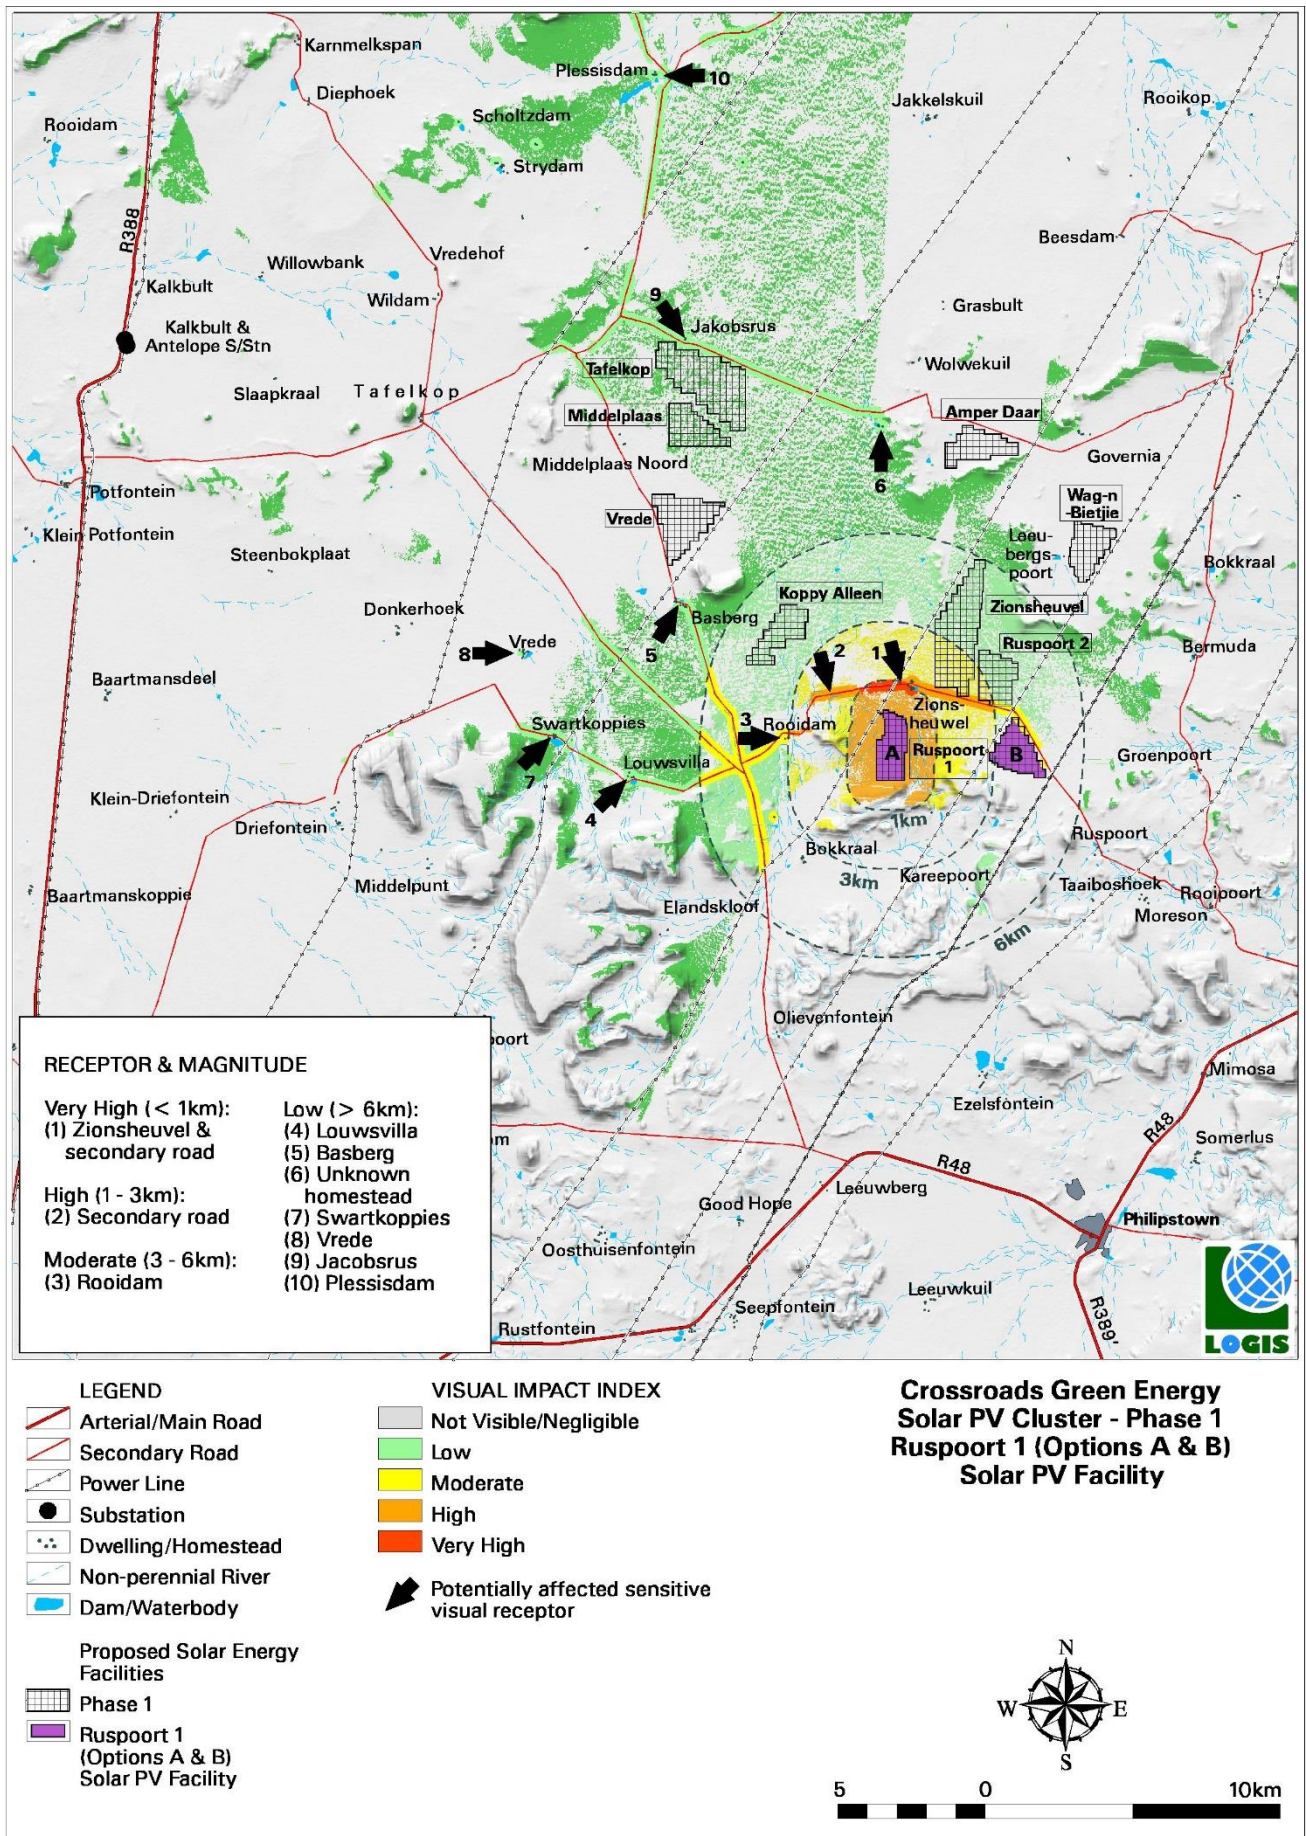 Karnmelkspan
Plessisdam
10
Diephoek
Jakkelskuil
Rooikop
Scholtzdam
Rooidam
Strydam
R388
Beesdam
Vredehof
Willowbank
Kalkbult
Wildam
9
Grasbult
Kalkbult &
Antelope S/Stn
Jakobsrus
Tafelkop
Wolwekuil
Slaapkraal
Tafelkop
Middelplaas
Amper Daar
Middelplaas Noord
Governia
6
Potfontein
Wag-n
-Bietjie
Vrede
Klein Potfontein
Leeu-
bergs-
poort
Steenbokplaat
Bokkraal
Koppy Alleen
Zionsheuvel
Donkerhoek
Basberg
Ruspoort 2
8
Vrede
5
2
1
Bermuda
Baartmansdeel
3
Rooidam
Zions-
heuwel
Swartkoppies
A
Ruspoort
1
B
Louwsvilla
Groenpoort
7
Klein-Driefontein
4
1km
Driefontein
Ruspoort
Bokkraal
3km
Kareepoort
Middelpunt
Taaiboshoek
Rooipoort
Baartmanskoppie
Elandskloof
Moreson
6km
Olievenfontein
poort
Mimosa
Ezelsfontein
R48
Somerlus
om
R48
Leeuwberg
Good Hope
Philipstown
Oosthuisenfontein
Leeuwkuil
Seepfontein
R389'
Rustfontein
LOGIS
RECEPTOR & MAGNITUDE
Very High (< 1km):
(1) Zionsheuvel &
secondary road
High (1 - 3km):
(2) Secondary road
Moderate (3 - 6km):
(3) Rooidam
Low (> 6km):
(4) Louwsvilla
(5) Basberg
(6) Unknown
homestead
(7) Swartkoppies
(8) Vrede
(9) Jacobsrus
(10) Plessisdam
LEGEND
Arterial/Main Road
Secondary Road
Power Line
Substation
Dwelling/Homestead
Non-perennial River
Dam/Waterbody
Proposed Solar Energy
Facilities
Phase 1
Ruspoort 1
(Options A & B)
Solar PV Facility
VISUAL IMPACT INDEX
Not Visible/Negligible
Low
Moderate
High
Very High
Potentially affected sensitive
visual receptor
Crossroads Green Energy
Solar PV Cluster - Phase 1
Ruspoort 1 (Options A & B)
Solar PV Facility
N
W
E
S
5
0
10km